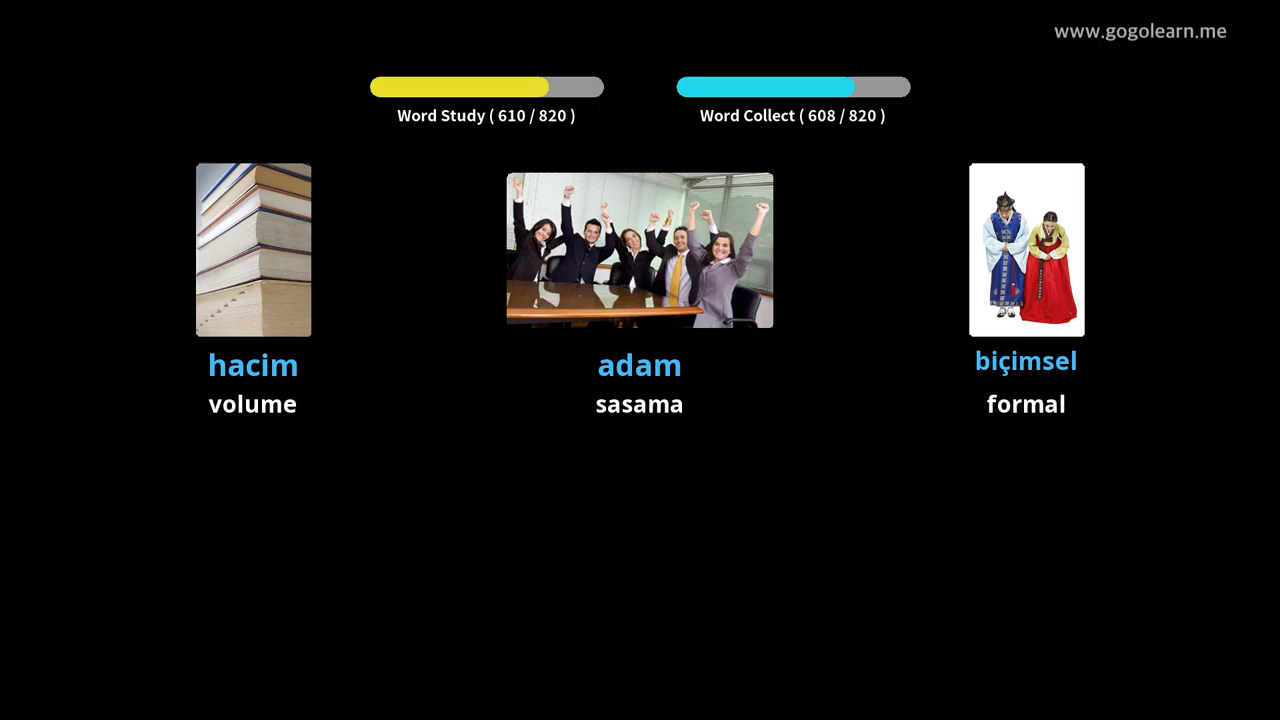 www.gogolearn.me
Word Study ( 610 / 820 )
Word Collect ( 608 / 820 )
hacim
volume
adam
sasama
biçimsel
formal